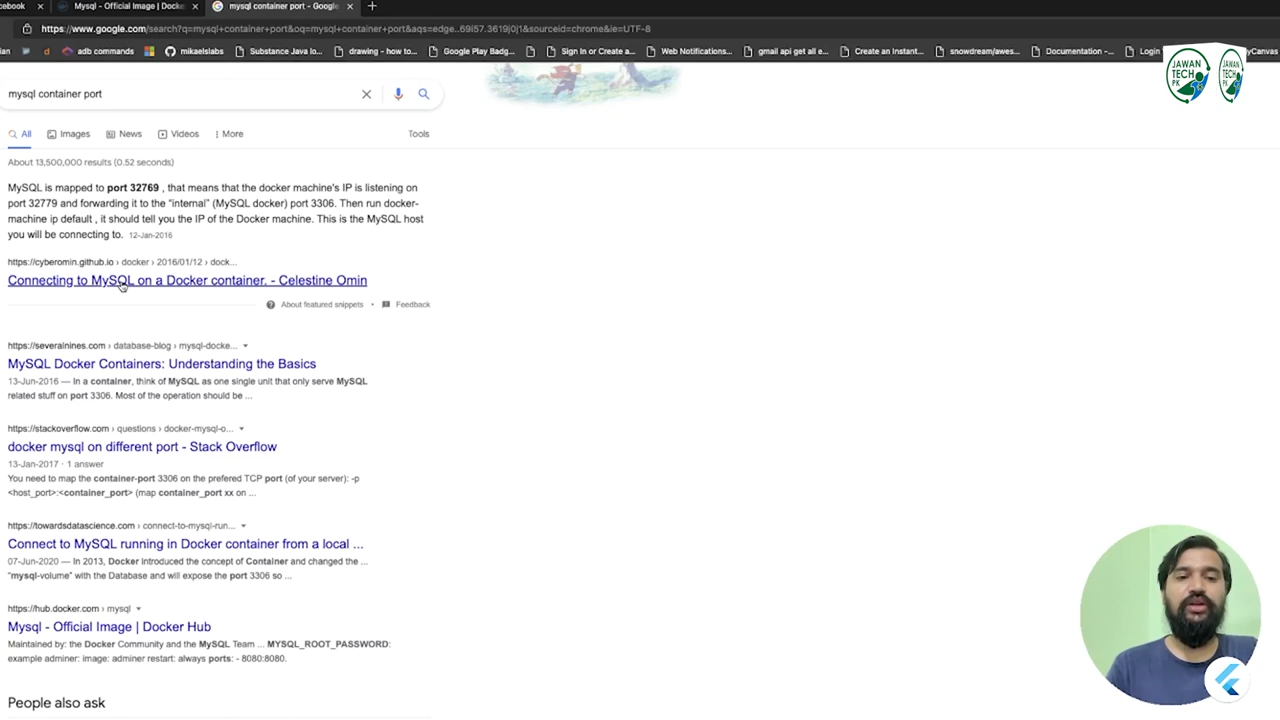 cebook
Mysql - Official Image | Docke
mysql container port - Google
https://www.google.com/search?q=mysql+container+port&oq=mysql+container+port&aqs=edge..69i57.3619j0j1&sourceid=chrome&ie=UTF-8
ian
d
adb commands
mikaelslabs
Substance Java lo...
drawing - how to...
Google Play Badg...
Sign In or Create a...
Web Notifications...
gmail api get all e...
Create an Instant...
snowdream/awes...
Documentation -...
Login
yCanvas
JAWAN
TECH
PK
JAWAN
TECH
PK
mysql container port
All
Images
News
Videos
More
Tools
About 13,500,000 results (0.52 seconds)
MySQL is mapped to port 32769 , that means that the docker machine's IP is listening on
port 32779 and forwarding it to the "internal" (MySQL docker) port 3306. Then run docker-
machine ip default , it should tell you the IP of the Docker machine. This is the MySQL host
you will be connecting to. 12-Jan-2016
https://cyberomin.github.io › docker › 2016/01/12 › dock...
Connecting to MySQL on a Docker container. - Celestine Omin
About featured snippets • Feedback
https://severalnines.com › database-blog › mysql-docke...
MySQL Docker Containers: Understanding the Basics
13-Jun-2016 — In a container, think of MySQL as one single unit that only serve MySQL
related stuff on port 3306. Most of the operation should be ...
https://stackoverflow.com › questions › docker-mysql-o...
docker mysql on different port - Stack Overflow
13-Jan-2017 · 1 answer
You need to map the container-port 3306 on the prefered TCP port (of your server): -p
<host_port>:<container_port> (map container_port xx on ...
https://towardsdatascience.com › connect-to-mysql-run...
Connect to MySQL running in Docker container from a local ...
07-Jun-2020 — In 2013, Docker introduced the concept of Container and changed the ...
"mysql-volume" with the Database and will expose the port 3306 so ...
https://hub.docker.com › mysql
Mysql - Official Image | Docker Hub
Maintained by: the Docker Community and the MySQL Team ... MYSQL_ROOT_PASSWORD:
example adminer: image: adminer restart: always ports: - 8080:8080.
People also ask